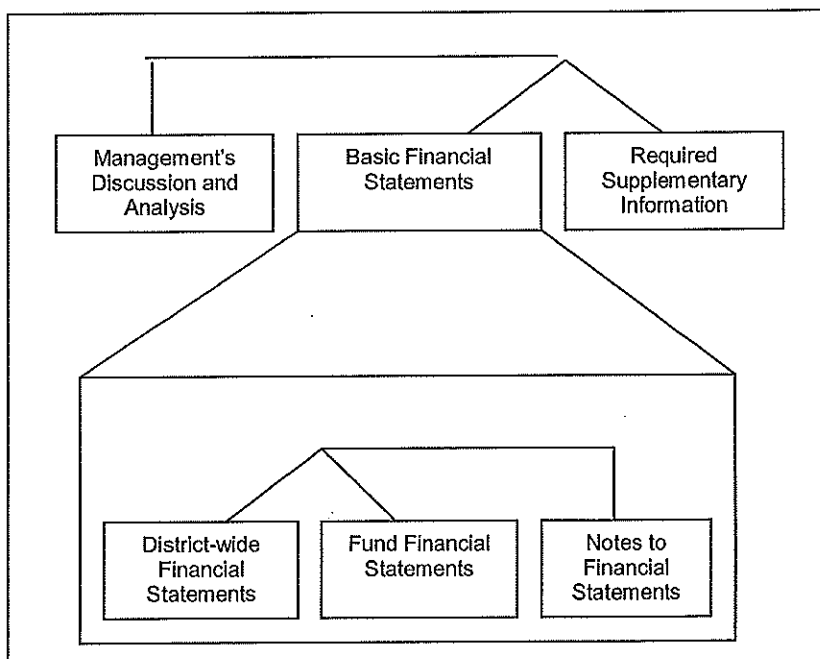 Management's
Discussion and
Analysis
Basic Financial
Statements
Required
Supplementary
Information
District-wide
Financial
Statements
Fund Financial
Statements
Notes to
Financial
Statements